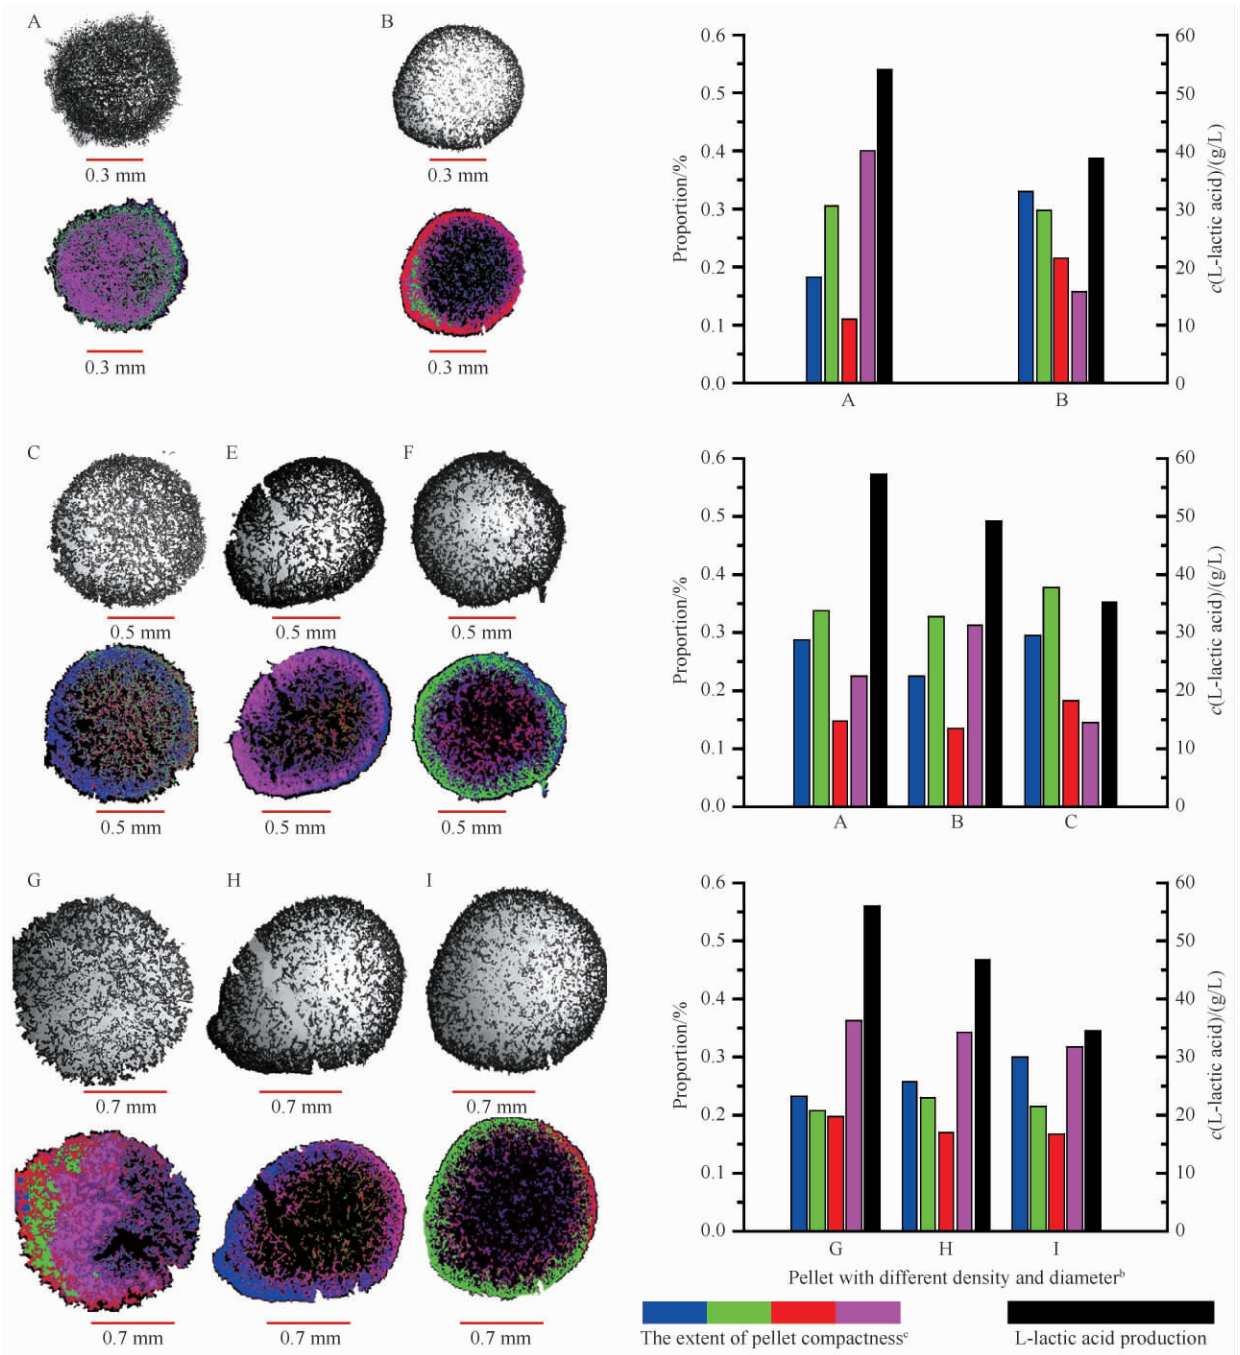 A
B
0.3 mm
0.3 mm
0.3 mm
0.3 mm
0.6
0.5
0.4
0.3
0.2
0.1
0.0
Proportion/%
60
50
40
30
20
10
0
c(L-lactic acid)/(g/L)
A
B
C
E
F
0.5 mm
0.5 mm
0.5 mm
0.5 mm
0.5 mm
0.5 mm
0.6
0.5
0.4
0.3
0.2
0.1
0.0
Proportion/%
60
50
40
30
20
10
0
c(L-lactic acid)/(g/L)
A
B
C
G
H
I
0.7 mm
0.7 mm
0.7 mm
0.7 mm
0.7 mm
0.7 mm
0.6
0.5
0.4
0.3
0.2
0.1
0.0
Proportion/%
60
50
40
30
20
10
0
c(L-lactic acid)/(g/L)
G
H
I
Pellet with different density and diameterᵇ
The extent of pellet compactnessᶜ
L-lactic acid production